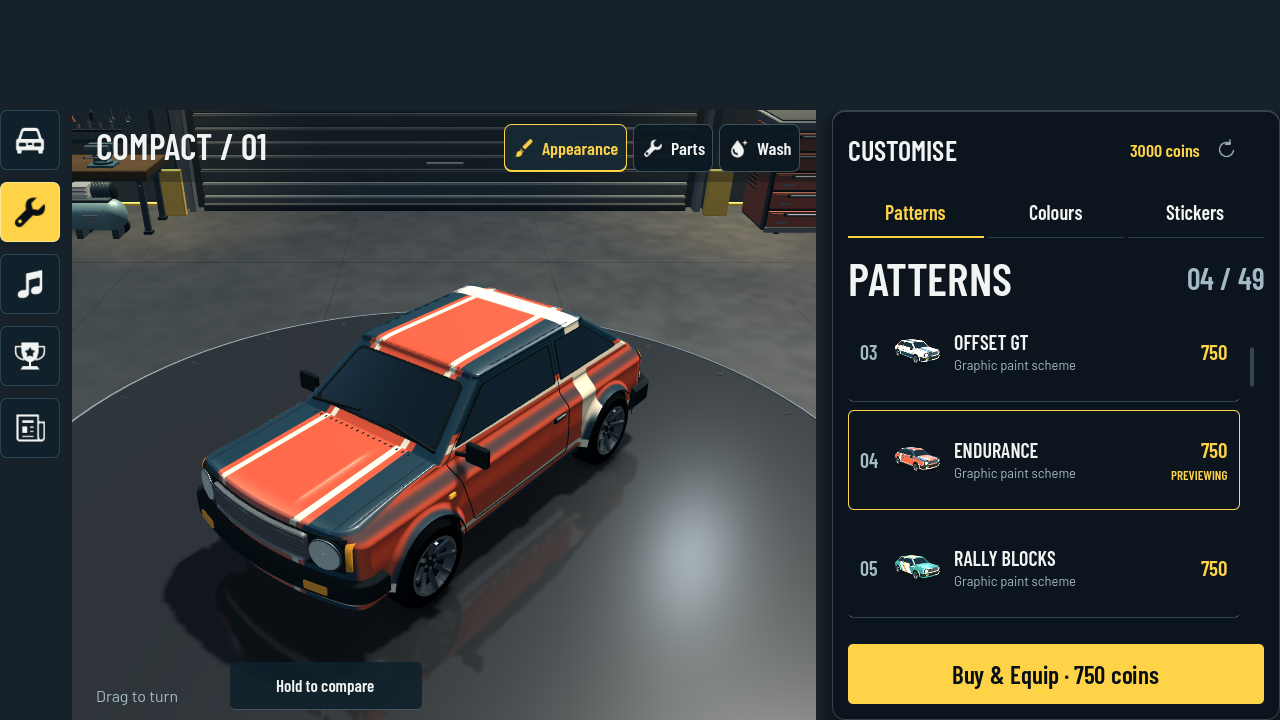 COMPACT / 01
Appearance
Parts
Wash
Drag to turn
Hold to compare
CUSTOMISE
3000 coins
Patterns
Colours
Stickers
PATTERNS
04 / 49
03
OFFSET GT
Graphic paint scheme
750
04
ENDURANCE
Graphic paint scheme
750
PREVIEWING
05
RALLY BLOCKS
Graphic paint scheme
750
Buy & Equip · 750 coins